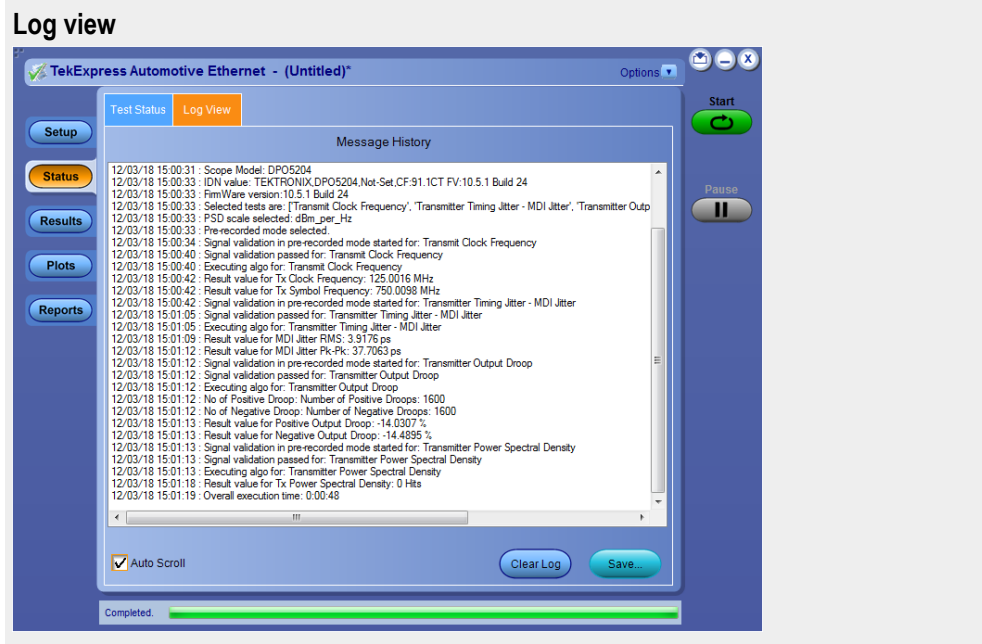 Log view
TekExpress Automotive Ethernet - (Untitled)*
Options
Start
Pause
Setup
Status
Results
Plots
Reports
Test Status
Log View
Message History
12/03/18 15:00:31 : Scope Model: DPO5204
12/03/18 15:00:33 : IDN value: TEKTRONIX,DPO5204,Not-Set,CF:91.1CT FV:10.5.1 Build 24
12/03/18 15:00:33 : FirmWare version:10.5.1 Build 24
12/03/18 15:00:33 : Selected tests are: ['Transmit Clock Frequency', 'Transmitter Timing Jitter - MDI Jitter', 'Transmitter Outp
12/03/18 15:00:33 : PSD scale selected: dBm_per_Hz
12/03/18 15:00:33 : Pre-recorded mode selected.
12/03/18 15:00:34 : Signal validation in pre-recorded mode started for: Transmit Clock Frequency
12/03/18 15:00:40 : Signal validation passed for: Transmit Clock Frequency
12/03/18 15:00:40 : Executing algo for: Transmit Clock Frequency
12/03/18 15:00:42 : Result value for Tx Clock Frequency: 125.0016 MHz
12/03/18 15:00:42 : Result value for Tx Symbol Frequency: 750.0098 MHz
12/03/18 15:00:42 : Signal validation in pre-recorded mode started for: Transmitter Timing Jitter - MDI Jitter
12/03/18 15:01:05 : Signal validation passed for: Transmitter Timing Jitter - MDI Jitter
12/03/18 15:01:05 : Executing algo for: Transmitter Timing Jitter - MDI Jitter
12/03/18 15:01:09 : Result value for MDI Jitter RMS: 3.9176 ps
12/03/18 15:01:12 : Result value for MDI Jitter Pk-Pk: 37.7063 ps
12/03/18 15:01:12 : Signal validation in pre-recorded mode started for: Transmitter Output Droop
12/03/18 15:01:12 : Signal validation passed for: Transmitter Output Droop
12/03/18 15:01:12 : Executing algo for: Transmitter Output Droop
12/03/18 15:01:12 : No of Positive Droop: Number of Positive Droops: 1600
12/03/18 15:01:12 : No of Negative Droop: Number of Negative Droops: 1600
12/03/18 15:01:13 : Result value for Positive Output Droop: -14.0307 %
12/03/18 15:01:13 : Result value for Negative Output Droop: -14.4895 %
12/03/18 15:01:13 : Signal validation in pre-recorded mode started for: Transmitter Power Spectral Density
12/03/18 15:01:13 : Signal validation passed for: Transmitter Power Spectral Density
12/03/18 15:01:13 : Executing algo for: Transmitter Power Spectral Density
12/03/18 15:01:18 : Result value for Tx Power Spectral Density: 0 Hits
12/03/18 15:01:19 : Overall execution time: 0:00:48
Auto Scroll
Clear Log
Save...
Completed.